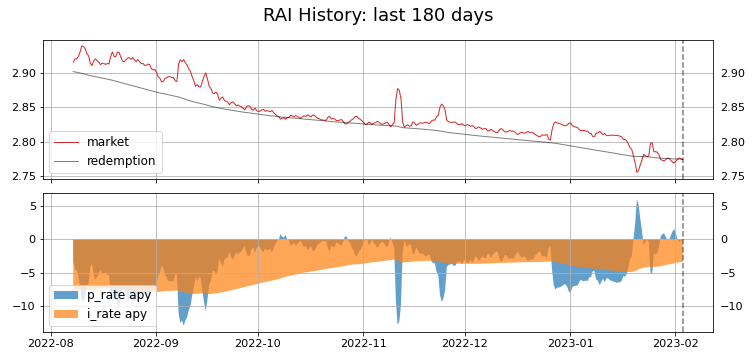 RAI History: last 180 days
2.90 2.90
2.85 2.85
2.80 2.80
2.75 2.75
market
redemption
5 5
0 0
−5 −5
−10 −10
p_rate apy
i_rate apy
2022-08 2022-09 2022-10 2022-11 2022-12 2023-01 2023-02